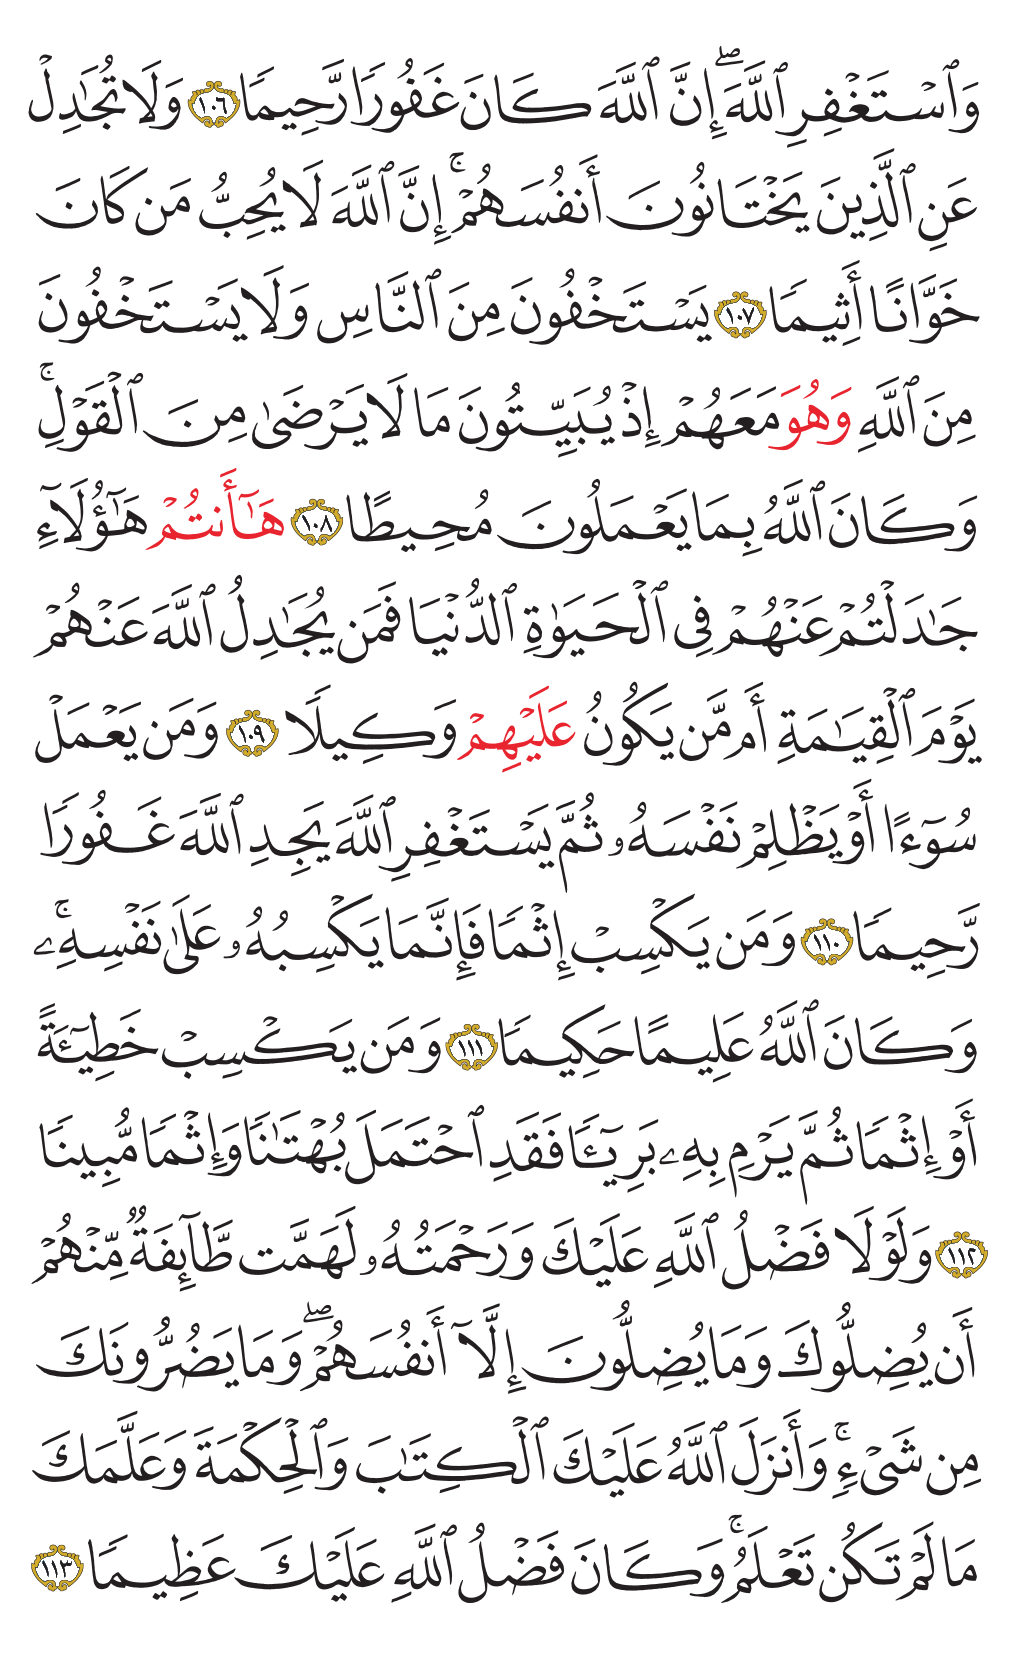 وَٱسۡتَغۡفِرِ ٱللَّهَۖ إِنَّ ٱللَّهَ كَانَ غَفُورٗا رَّحِيمٗا ١٠٦ وَلَا تُجَٰدِلۡ
عَنِ ٱلَّذِينَ يَخۡتَانُونَ أَنفُسَهُمۡۚ إِنَّ ٱللَّهَ لَا يُحِبُّ مَن كَانَ
خَوَّانًا أَثِيمٗا ١٠٧ يَسۡتَخۡفُونَ مِنَ ٱلنَّاسِ وَلَا يَسۡتَخۡفُونَ
مِنَ ٱللَّهِ وَهُوَ مَعَهُمۡ إِذۡ يُبَيِّتُونَ مَا لَا يَرۡضَىٰ مِنَ ٱلۡقَوۡلِۚ
وَكَانَ ٱللَّهُ بِمَا يَعۡمَلُونَ مُحِيطًا ١٠٨ هَٰٓأَنتُمۡ هَٰٓؤُلَآءِ
جَٰدَلۡتُمۡ عَنۡهُمۡ فِي ٱلۡحَيَوٰةِ ٱلدُّنۡيَا فَمَن يُجَٰدِلُ ٱللَّهَ عَنۡهُمۡ
يَوۡمَ ٱلۡقِيَٰمَةِ أَم مَّن يَكُونُ عَلَيۡهِمۡ وَكِيلٗا ١٠٩ وَمَن يَعۡمَلۡ
سُوٓءًا أَوۡ يَظۡلِمۡ نَفۡسَهُۥ ثُمَّ يَسۡتَغۡفِرِ ٱللَّهَ يَجِدِ ٱللَّهَ غَفُورٗا
رَّحِيمٗا ١١٠ وَمَن يَكۡسِبۡ إِثۡمٗا فَإِنَّمَا يَكۡسِبُهُۥ عَلَىٰ نَفۡسِهِۦۚ
وَكَانَ ٱللَّهُ عَلِيمًا حَكِيمٗا ١١١ وَمَن يَكۡسِبۡ خَطِيٓـَٔةً
أَوۡ إِثۡمٗا ثُمَّ يَرۡمِ بِهِۦ بَرِيٓـٔٗا فَقَدِ ٱحۡتَمَلَ بُهۡتَٰنٗا وَإِثۡمٗا مُّبِينٗا
١١٢ وَلَوۡلَا فَضۡلُ ٱللَّهِ عَلَيۡكَ وَرَحۡمَتُهُۥ لَهَمَّت طَّآئِفَةٞ مِّنۡهُمۡ
أَن يُضِلُّوكَ وَمَا يُضِلُّونَ إِلَّآ أَنفُسَهُمۡۖ وَمَا يَضُرُّونَكَ
مِن شَيۡءٖۚ وَأَنزَلَ ٱللَّهُ عَلَيۡكَ ٱلۡكِتَٰبَ وَٱلۡحِكۡمَةَ وَعَلَّمَكَ
مَا لَمۡ تَكُن تَعۡلَمُۚ وَكَانَ فَضۡلُ ٱللَّهِ عَلَيۡكَ عَظِيمٗا ١١٣